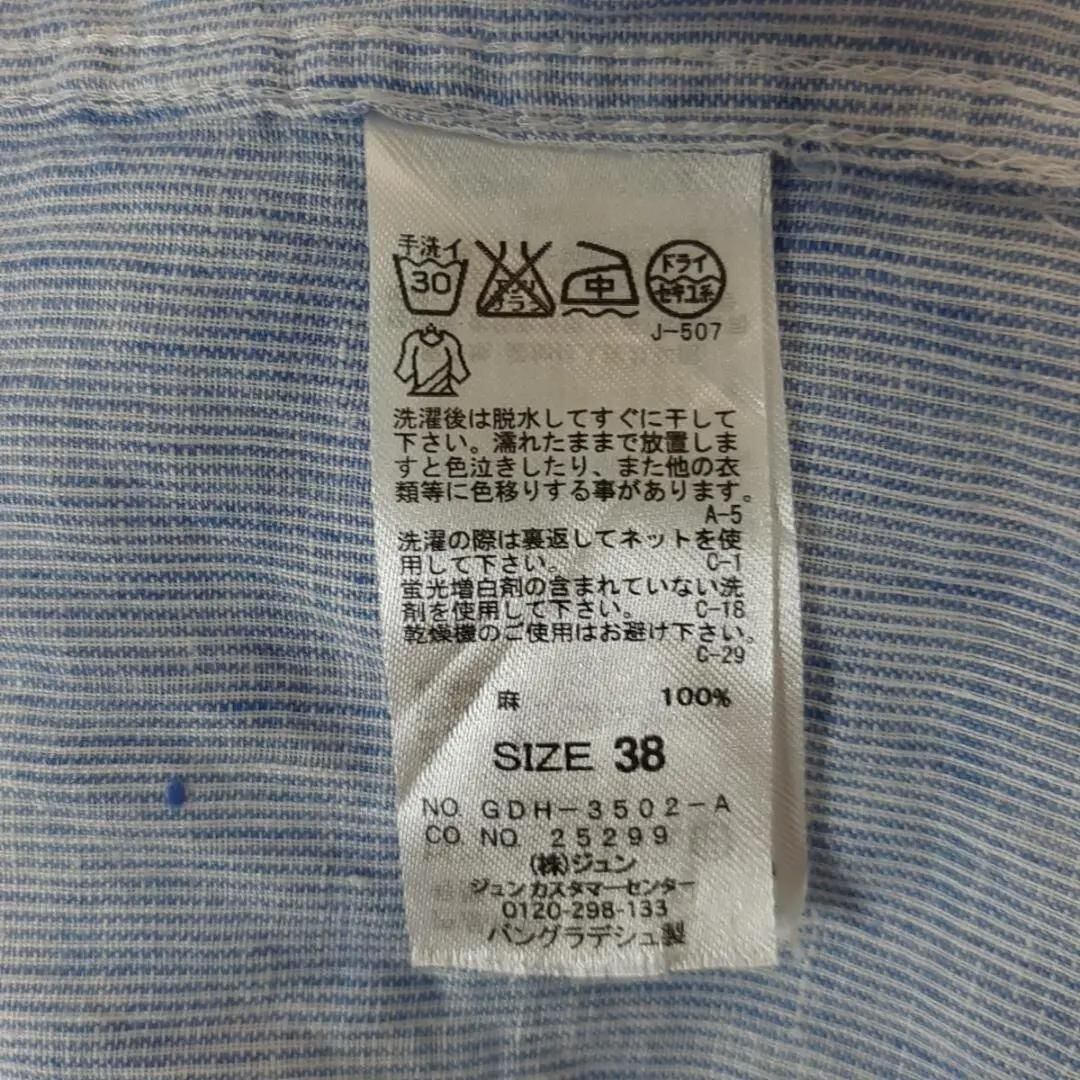 手洗イ
30
エンソ
サラシ
中
ドライ
セキユ系
J-507
洗濯後は脱水してすぐに干して
下さい。濡れたままで放置しま
すと色泣きしたり、また他の衣
類等に色移りする事があります。
A-5
洗濯の際は裏返してネットを使
用して下さい。 C-1
蛍光増白剤の含まれていない洗
剤を使用して下さい。 C-18
乾燥機のご使用はお避け下さい。
C-29
麻 100%
SIZE 38
NO. GDH-3502-A
CO. NO. 25299
(株)ジュン
ジュンカスタマーセンター
0120-298-133
バングラデシュ製